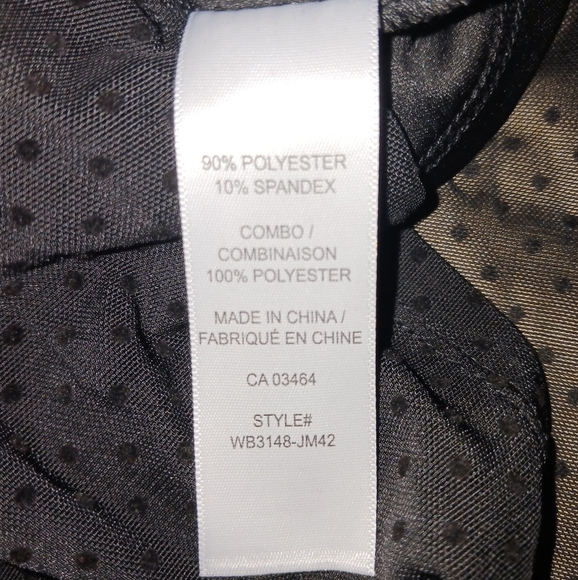 90% POLYESTER
10% SPANDEX
COMBO /
COMBINAISON
100% POLYESTER
MADE IN CHINA /
FABRIQUÉ EN CHINE
CA 03464
STYLE#
WB3148-JM42